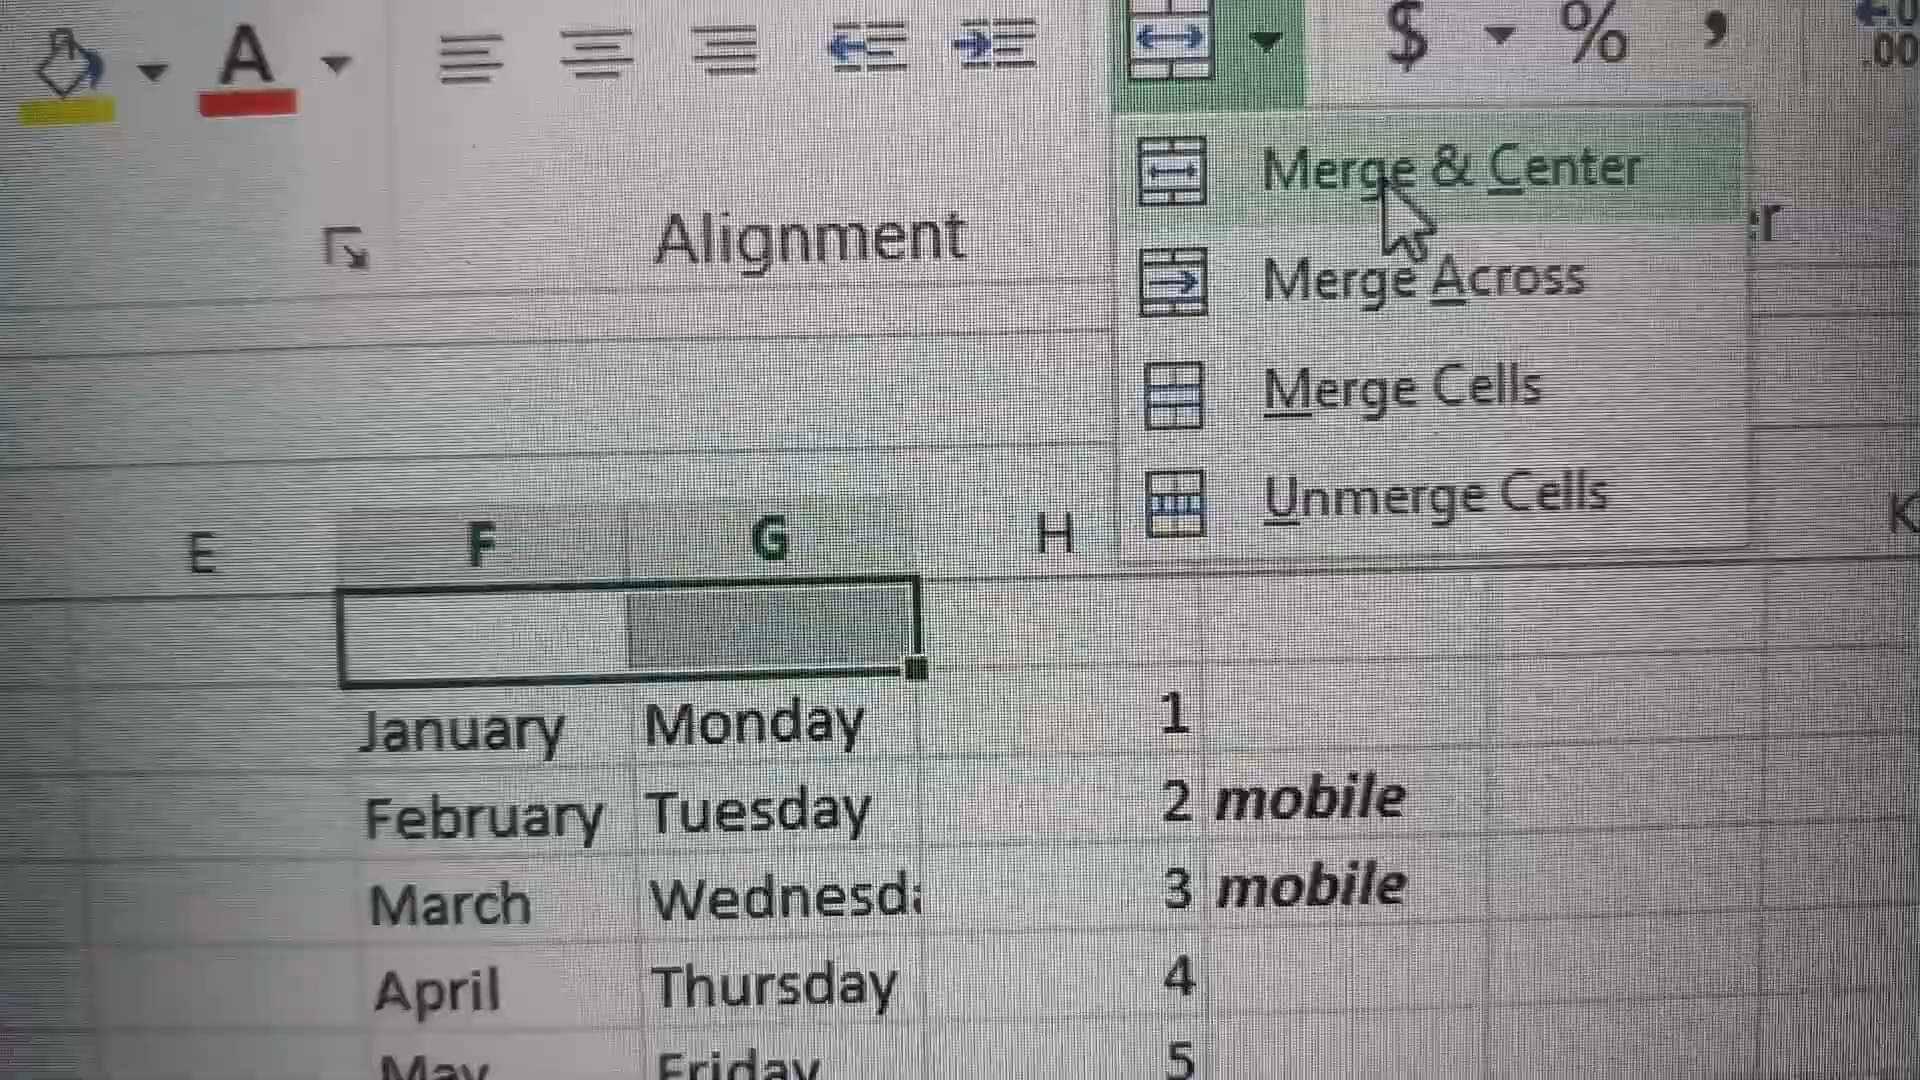 A $ % , .0
.00
Merge & Center
Alignment
Merge Across
Merge Cells
Unmerge Cells
E F G H K
January Monday 1
February Tuesday 2 mobile
March Wednesd 3 mobile
April Thursday 4
May Friday 5